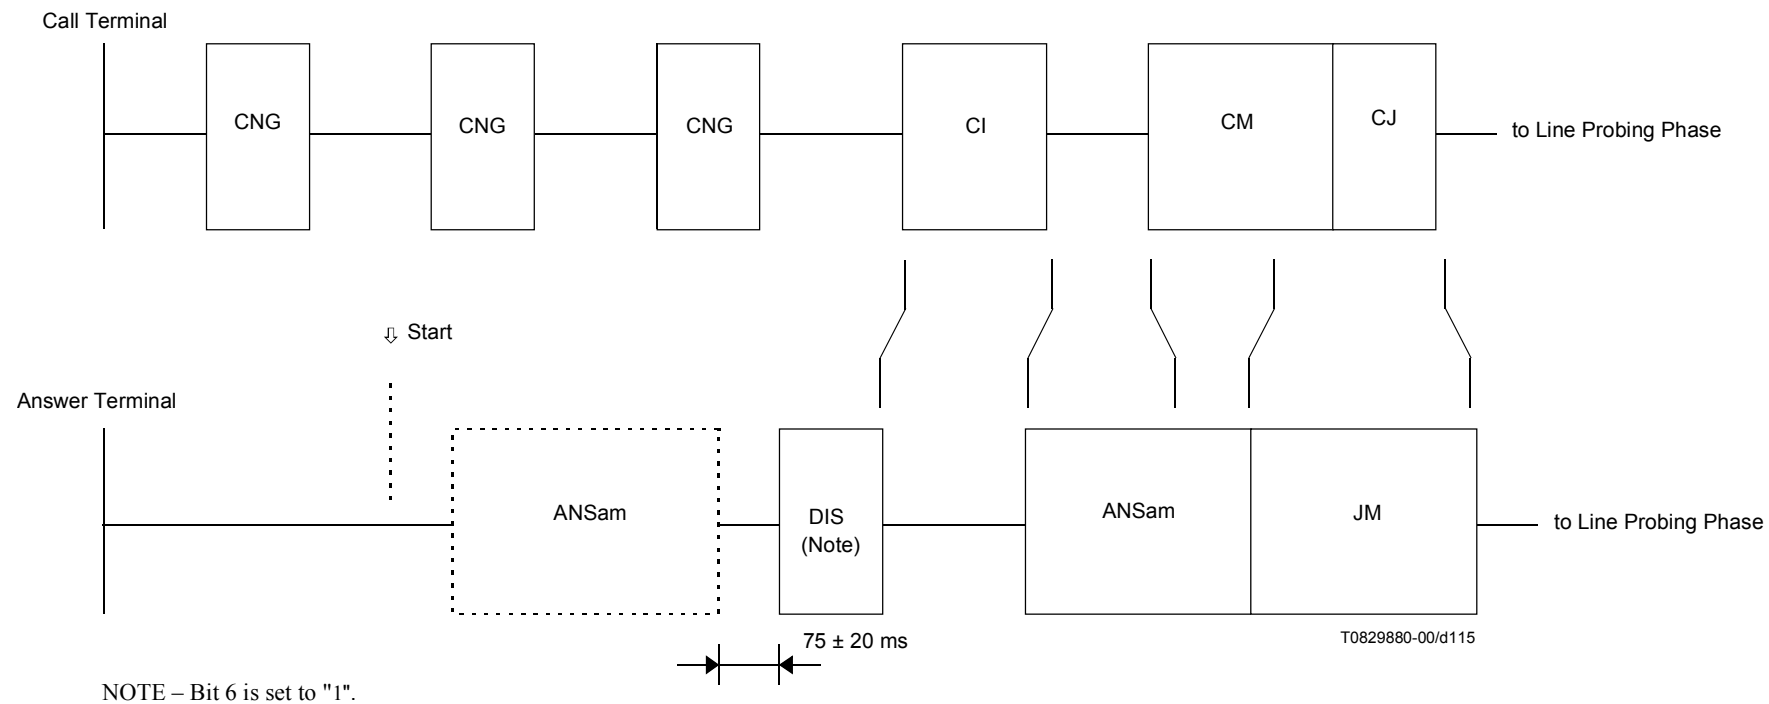 Call Terminal
CNG
CNG
CNG
CI
CM
CJ
to Line Probing Phase
⇩ Start
Answer Terminal
ANSam
DIS
(Note)
ANSam
JM
to Line Probing Phase
75 ± 20 ms
T0829880-00/d115
NOTE – Bit 6 is set to "1".